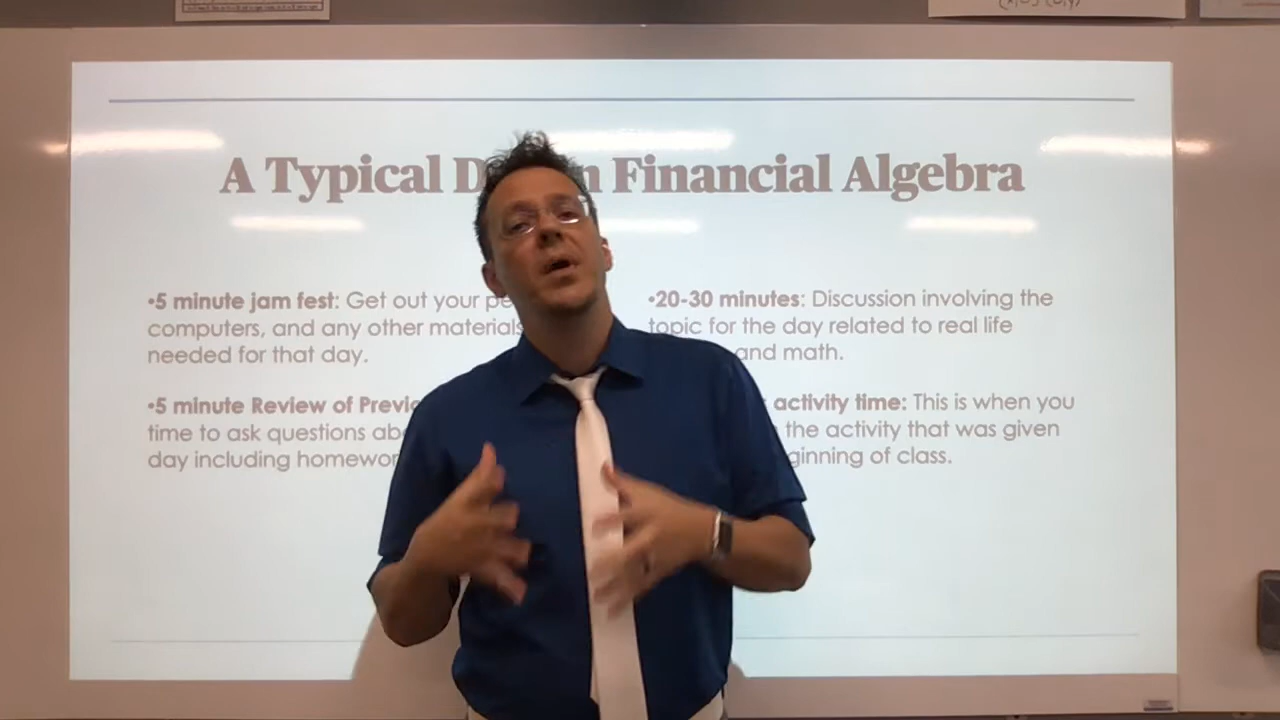 A Typical D n Financial Algebra
•5 minute jam fest: Get out your pe
computers, and any other materials
needed for that day.
•5 minute Review of Previo
time to ask questions ab
day including homewor
•20-30 minutes: Discussion involving the
topic for the day related to real life
and math.
activity time: This is when you
the activity that was given
ginning of class.